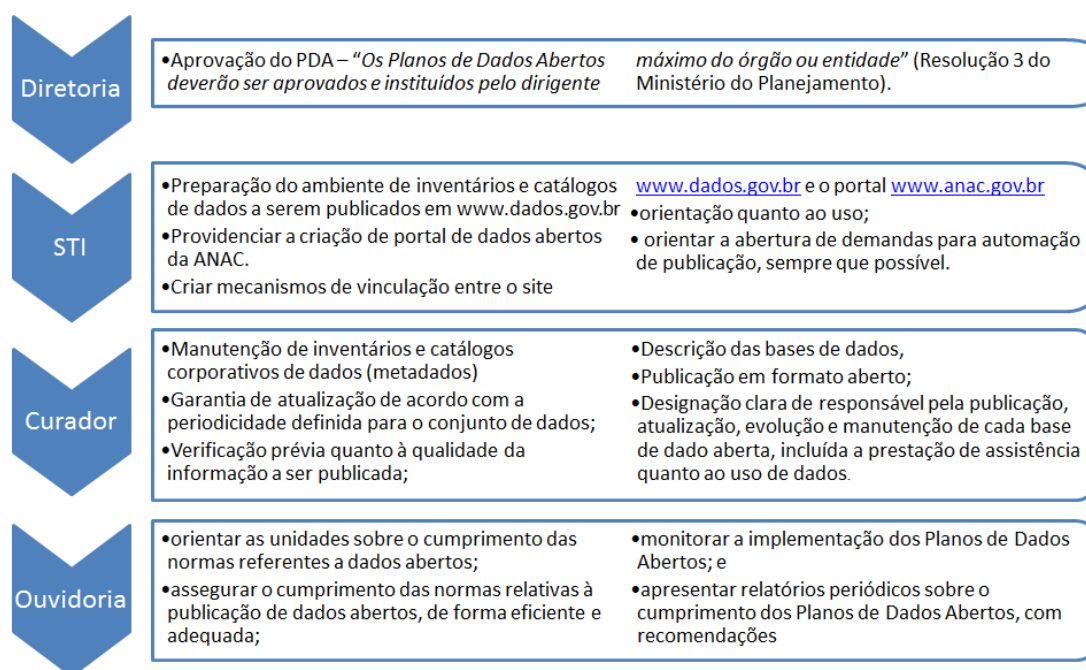 Diretoria
•Aprovação do PDA – “Os Planos de Dados Abertos
deverão ser aprovados e instituídos pelo dirigente
máximo do órgão ou entidade” (Resolução 3 do
Ministério do Planejamento).
STI
•Preparação do ambiente de inventários e catálogos
de dados a serem publicados em www.dados.gov.br
•Providenciar a criação de portal de dados abertos
da ANAC.
•Criar mecanismos de vinculação entre o site
www.dados.gov.br e o portal www.anac.gov.br
•orientação quanto ao uso;
• orientar a abertura de demandas para automação
de publicação, sempre que possível.
Curador
•Manutenção de inventários e catálogos
corporativos de dados (metadados)
•Garantia de atualização de acordo com a
periodicidade definida para o conjunto de dados;
•Verificação prévia quanto à qualidade da
informação a ser publicada;
•Descrição das bases de dados,
•Publicação em formato aberto;
•Designação clara de responsável pela publicação,
atualização, evolução e manutenção de cada base
de dado aberta, incluída a prestação de assistência
quanto ao uso de dados.
Ouvidoria
•orientar as unidades sobre o cumprimento das
normas referentes a dados abertos;
•assegurar o cumprimento das normas relativas à
publicação de dados abertos, de forma eficiente e
adequada;
•monitorar a implementação dos Planos de Dados
Abertos; e
•apresentar relatórios periódicos sobre o
cumprimento dos Planos de Dados Abertos, com
recomendações